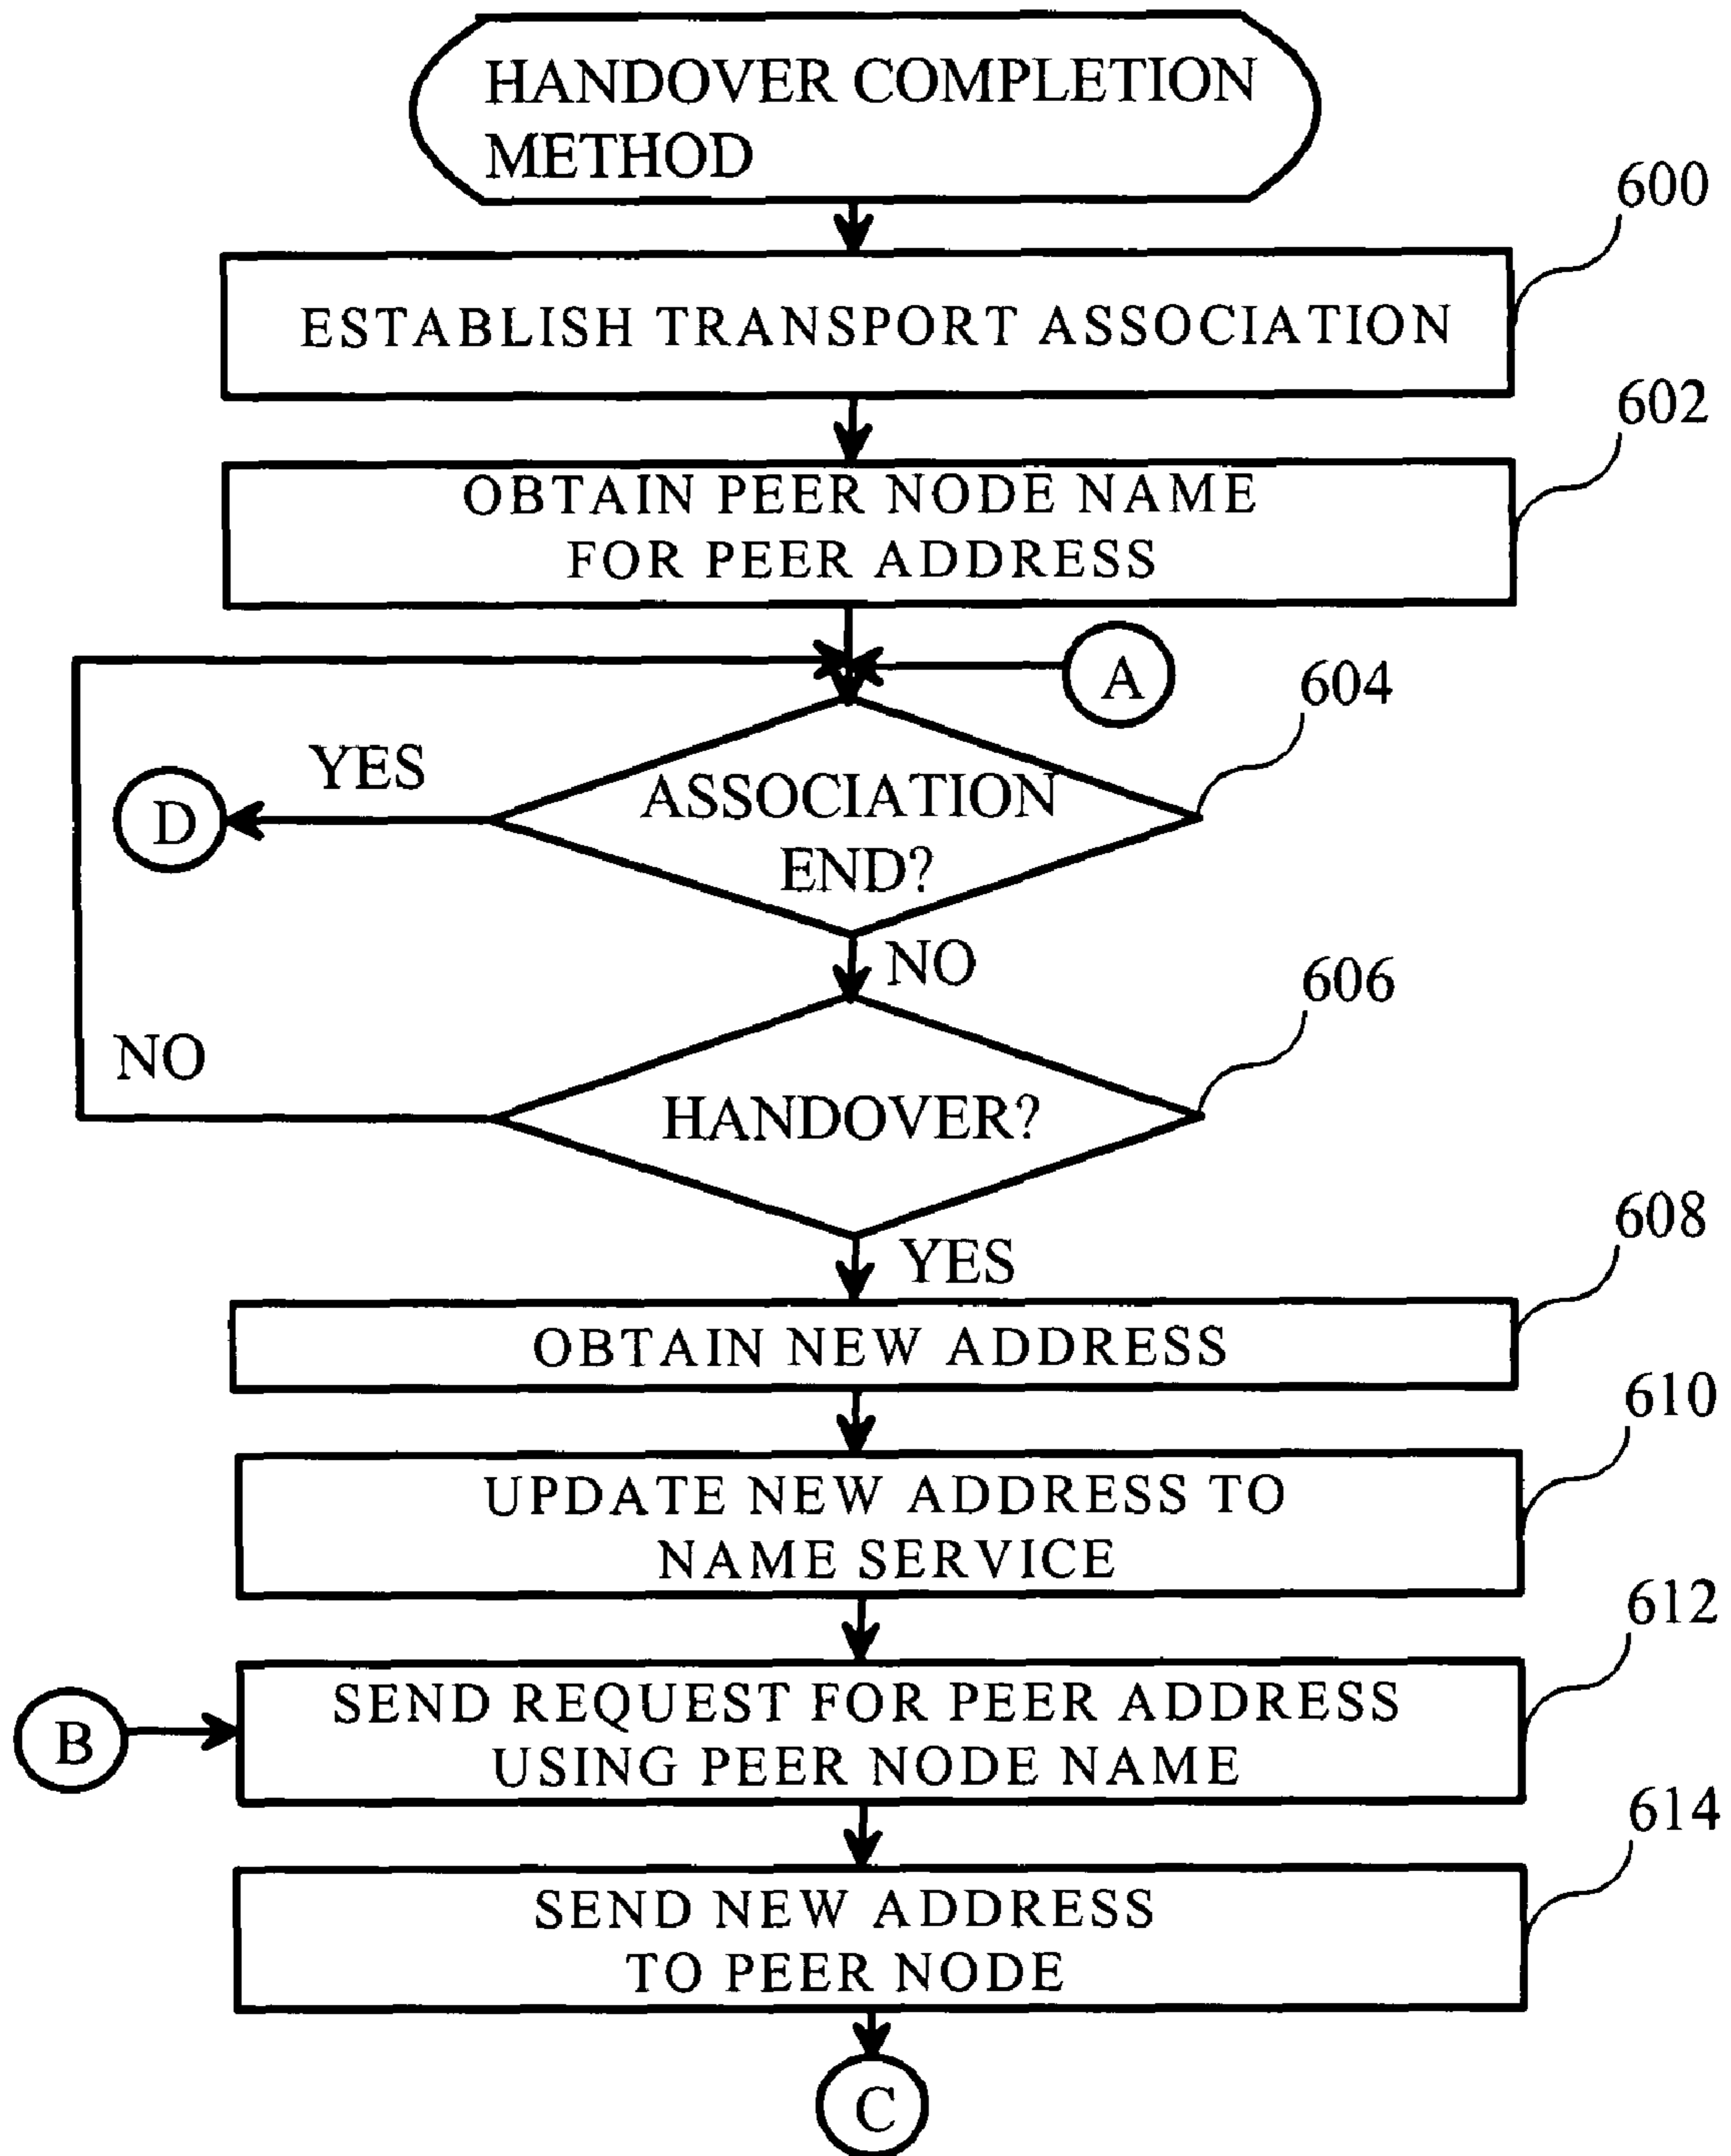 HANDOVER COMPLETION
METHOD
600
ESTABLISH TRANSPORT ASSOCIATION
602
OBTAIN PEER NODE NAME
FOR PEER ADDRESS
A
604
YES
D
ASSOCIATION
END?
NO
606
NO
HANDOVER?
608
YES
OBTAIN NEW ADDRESS
610
UPDATE NEW ADDRESS TO
NAME SERVICE
612
B
SEND REQUEST FOR PEER ADDRESS
USING PEER NODE NAME
614
SEND NEW ADDRESS
TO PEER NODE
C